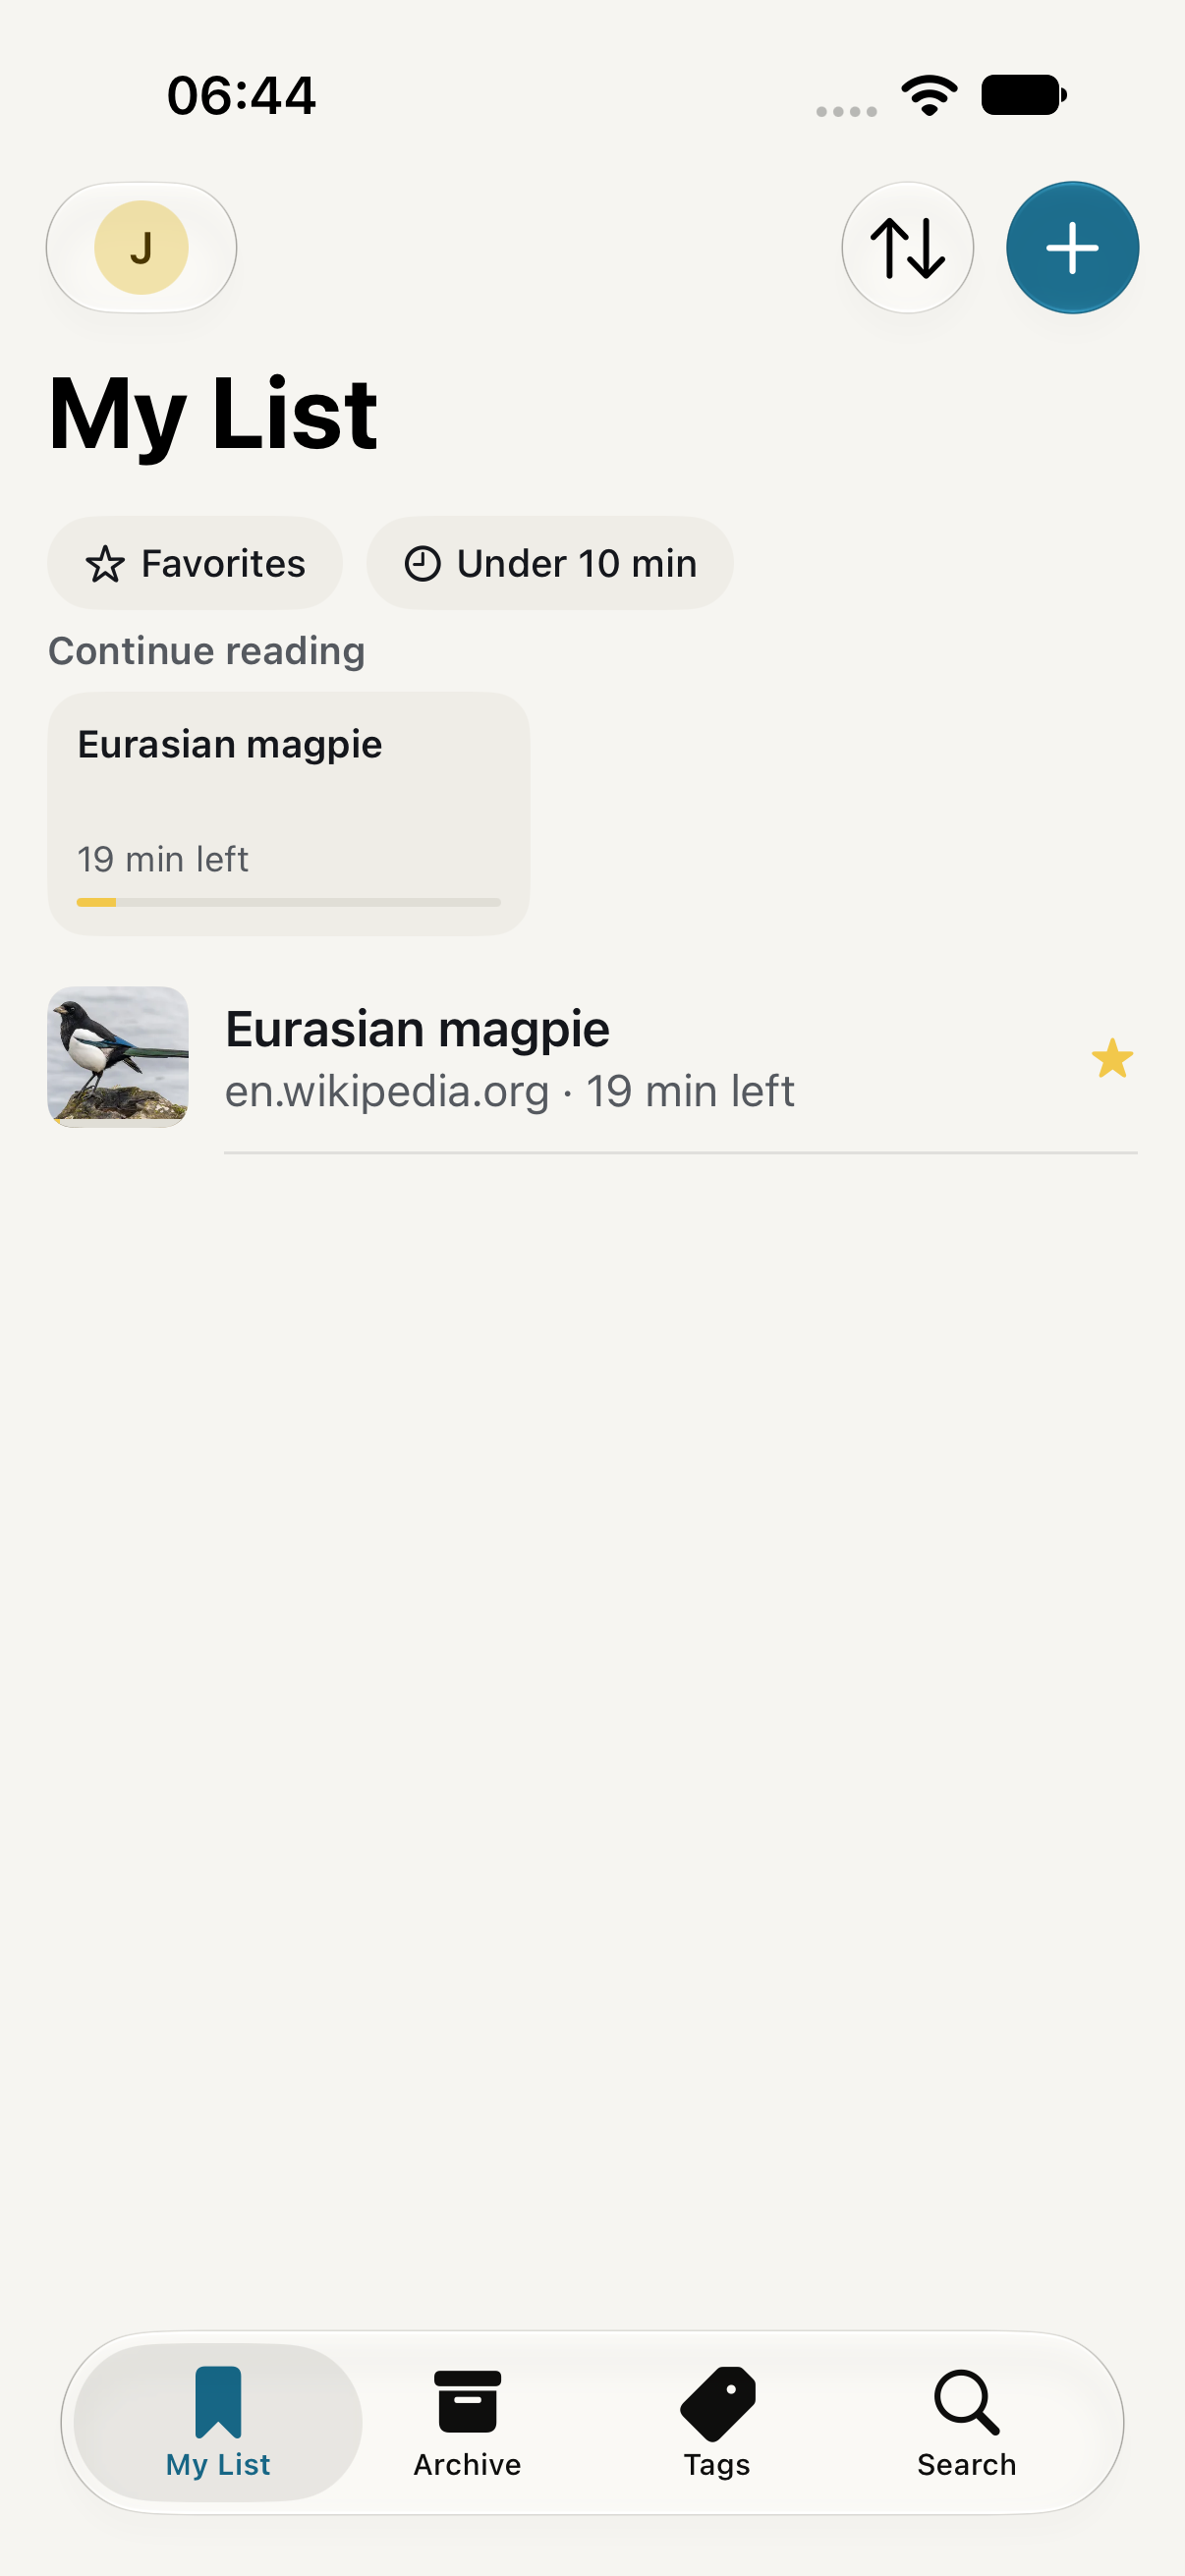 06:44
J
My List
Favorites
Under 10 min
Continue reading
Eurasian magpie
19 min left
Eurasian magpie
en.wikipedia.org · 19 min left
My List
Archive
Tags
Search